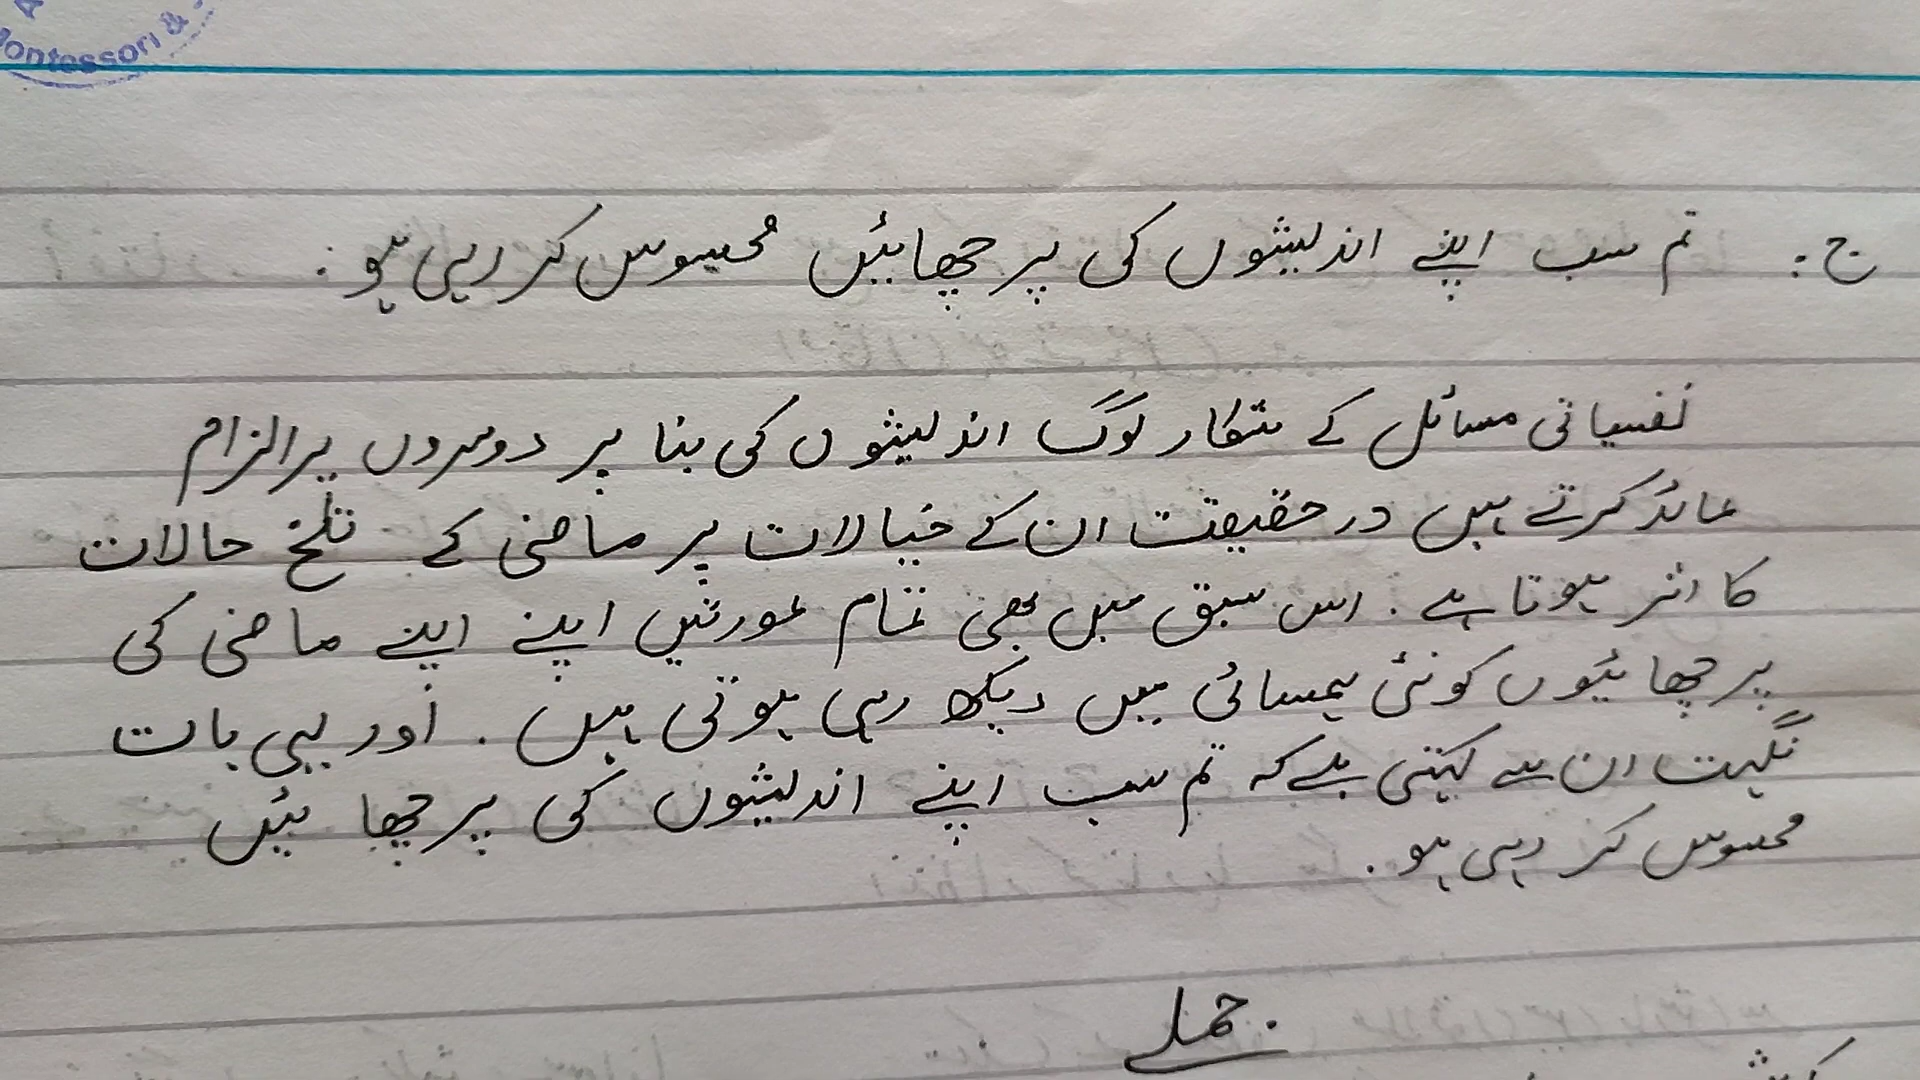 Montessori &
ج: تم سب اپنے اندیشوں کی پرچھائیں محسوس کر رہی ہو.
نفسیاتی مسائل کے شکار لوگ اندیشوں کی بنا پر دوسروں پر الزام
عائد کرتے ہیں در حقیقت ان کے خیالات پر ماضی کے تلخ حالات
کا اثر ہوتا ہے. اس سبق میں بھی تمام عورتیں اپنے اپنے ماضی کی
پرچھائیوں کو نئی ہمسائی میں دیکھ رہی ہوتی ہیں. اور یہی بات
نگہت ان سے کہتی ہے کہ تم سب اپنے اندیشوں کی پرچھائیں
محسوس کر رہی ہو.
جملے